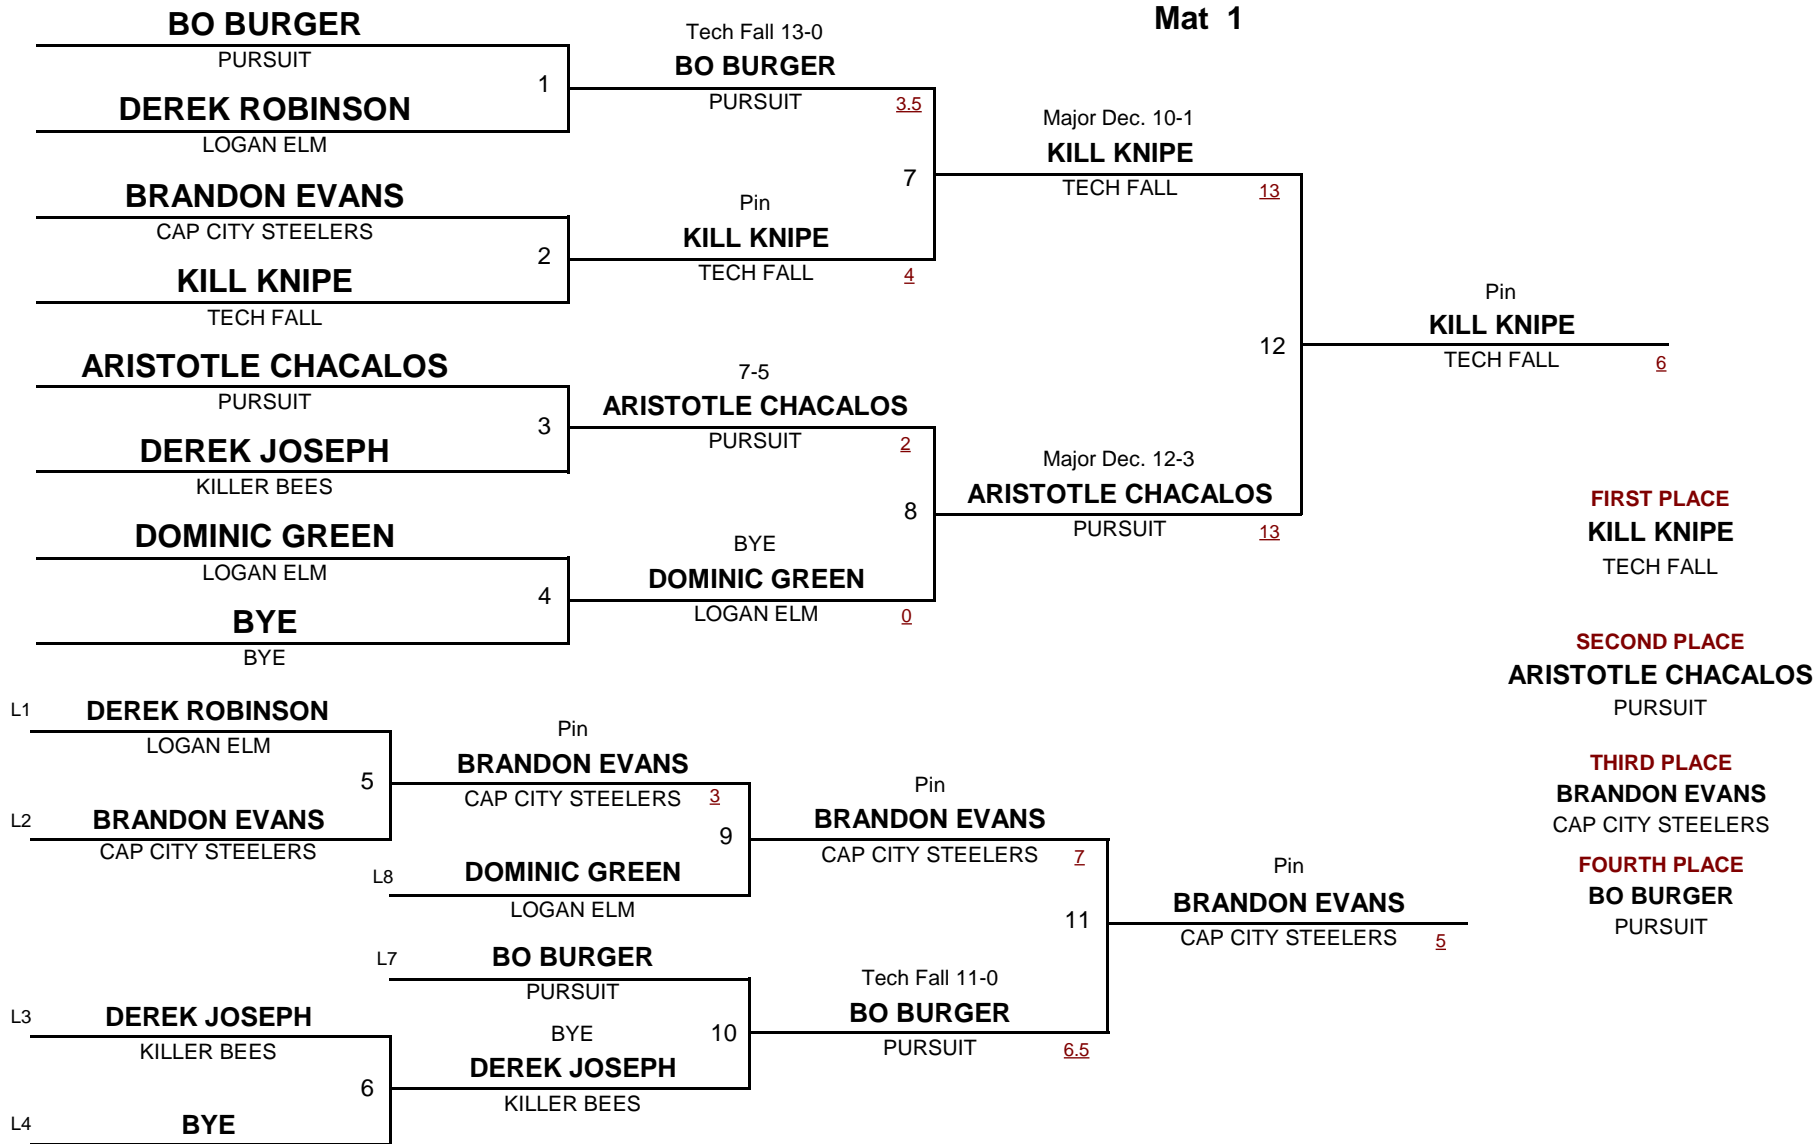 Mat 1
BO BURGER
PURSUIT
1
DEREK ROBINSON
LOGAN ELM
BRANDON EVANS
CAP CITY STEELERS
2
KILL KNIPE
TECH FALL
ARISTOTLE CHACALOS
PURSUIT
3
DEREK JOSEPH
KILLER BEES
DOMINIC GREEN
LOGAN ELM
4
BYE
BYE
Tech Fall 13-0
BO BURGER
PURSUIT 3.5
7
Pin
KILL KNIPE
TECH FALL 4
7-5
ARISTOTLE CHACALOS
PURSUIT 2
8
BYE
DOMINIC GREEN
LOGAN ELM 0
Major Dec. 10-1
KILL KNIPE
TECH FALL 13
12
Major Dec. 12-3
ARISTOTLE CHACALOS
PURSUIT 13
Pin
KILL KNIPE
TECH FALL 6
FIRST PLACE
KILL KNIPE
TECH FALL
SECOND PLACE
ARISTOTLE CHACALOS
PURSUIT
THIRD PLACE
BRANDON EVANS
CAP CITY STEELERS
FOURTH PLACE
BO BURGER
PURSUIT
L1 DEREK ROBINSON
LOGAN ELM
5
L2 BRANDON EVANS
CAP CITY STEELERS
L3 DEREK JOSEPH
KILLER BEES
6
L4 BYE
Pin
BRANDON EVANS
CAP CITY STEELERS 3
9
L8 DOMINIC GREEN
LOGAN ELM
L7 BO BURGER
PURSUIT
BYE 10
DEREK JOSEPH
KILLER BEES
Pin
BRANDON EVANS
CAP CITY STEELERS 7
11
Tech Fall 11-0
BO BURGER
PURSUIT 6.5
Pin
BRANDON EVANS
CAP CITY STEELERS 5